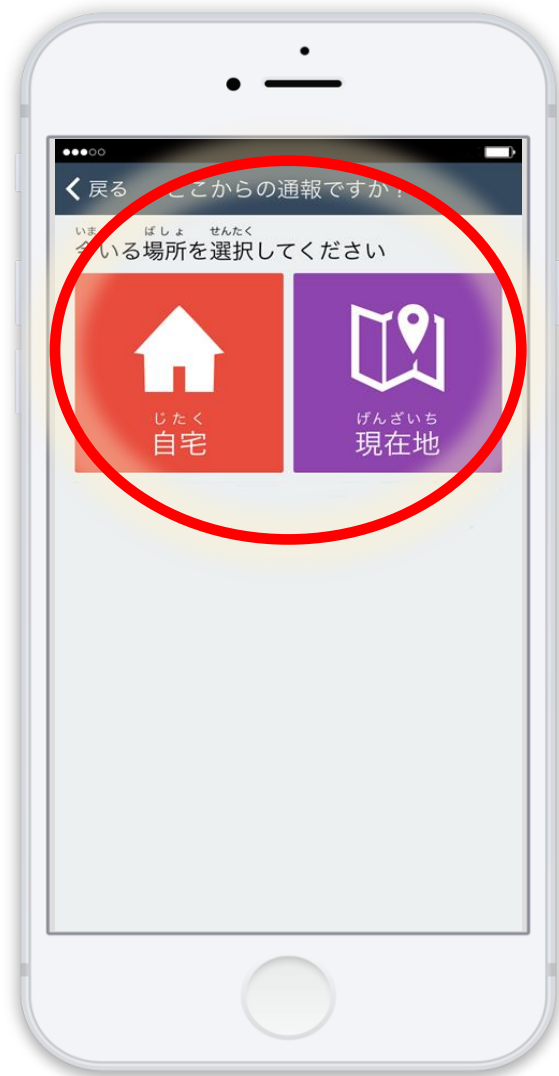 戻る どこからの通報ですか?
いま ばしょ せんたく
今いる場所を選択してください
じたく げんざいち
自宅 現在地